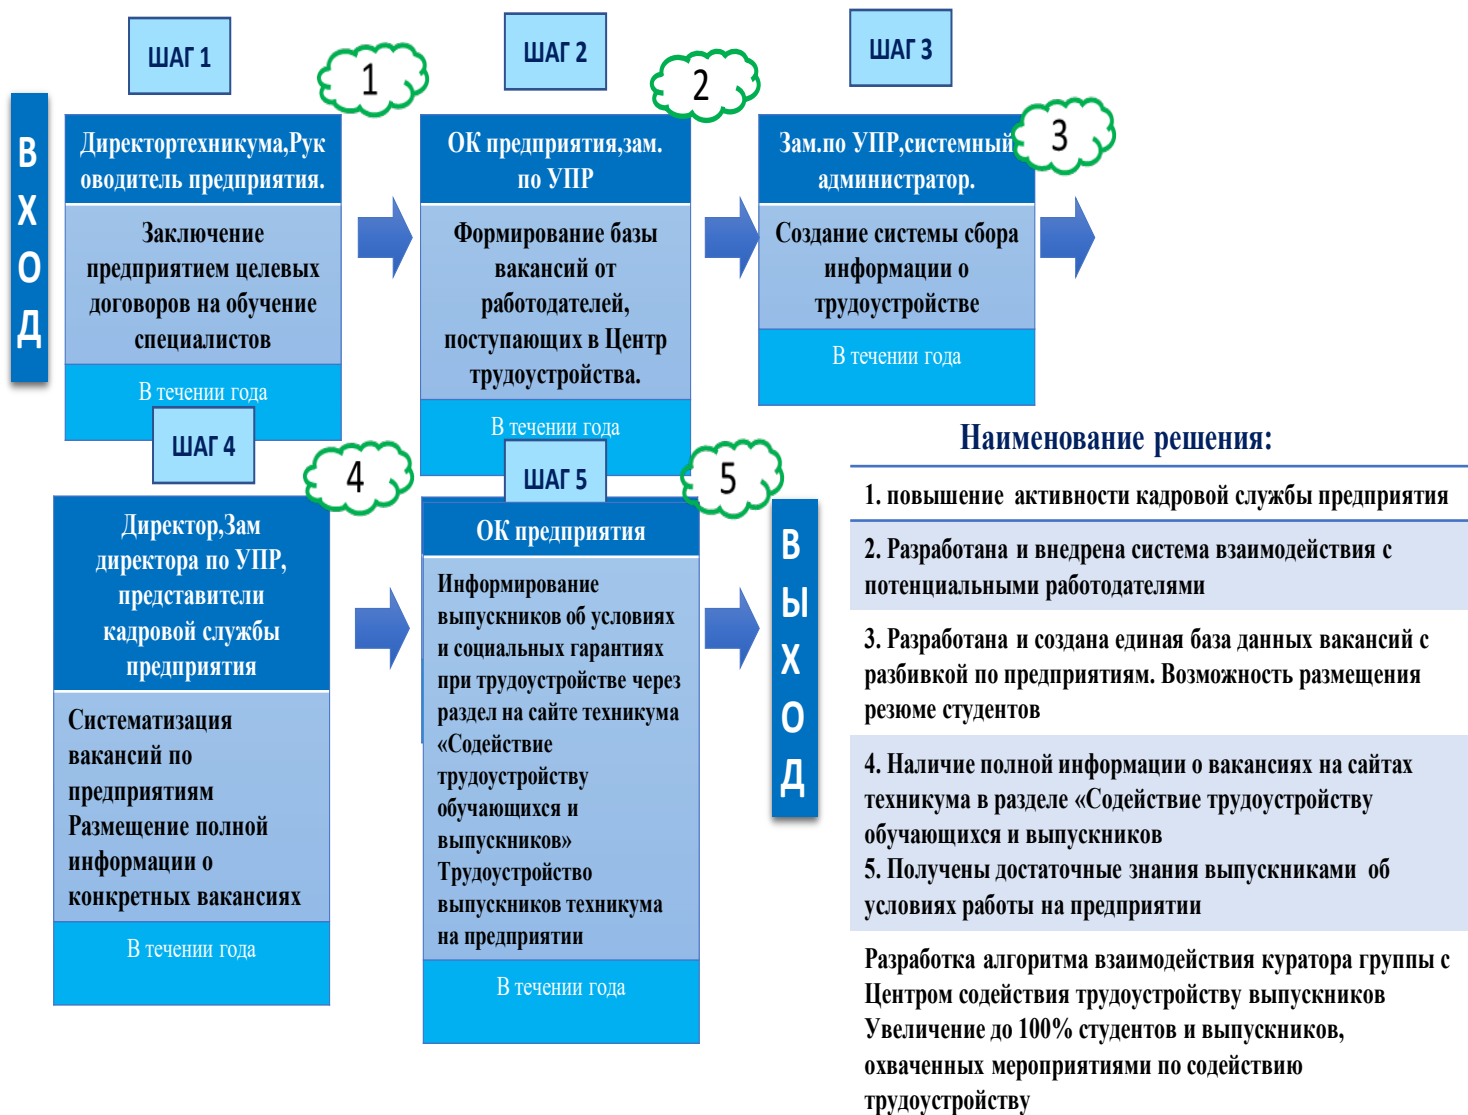 ШАГ 1
1
ШАГ 2
2
ШАГ 3
3
В
Х
О
Д
Директортехникума,Рук
оводитель предприятия.
Заключение
предприятием целевых
договоров на обучение
специалистов
В течении года
ОК предприятия,зам.
по УПР
Формирование базы
вакансий от
работодателей,
поступающих в Центр
трудоустройства.
В течении года
Зам.по УПР,системный
администратор.
Создание системы сбора
информации о
трудоустройстве
В течении года
ШАГ 4
4
Директор,Зам
директора по УПР,
представители
кадровой службы
предприятия
Систематизация
вакансий по
предприятиям
Размещение полной
информации о
конкретных вакансиях
В течении года
ШАГ 5
5
ОК предприятия
Информирование
выпускников об условиях
и социальных гарантиях
при трудоустройстве через
раздел на сайте техникума
«Содействие
трудоустройству
обучающихся и
выпускников»
Трудоустройство
выпускников техникума
на предприятии
В течении года
В
Ы
Х
О
Д
Наименование решения:
1. повышение активности кадровой службы предприятия
2. Разработана и внедрена система взаимодействия с
потенциальными работодателями
3. Разработана и создана единая база данных вакансий с
разбивкой по предприятиям. Возможность размещения
резюме студентов
4. Наличие полной информации о вакансиях на сайтах
техникума в разделе «Содействие трудоустройству
обучающихся и выпускников
5. Получены достаточные знания выпускниками об
условиях работы на предприятии
Разработка алгоритма взаимодействия куратора группы с
Центром содействия трудоустройству выпускников
Увеличение до 100% студентов и выпускников,
охваченных мероприятиями по содействию
трудоустройству